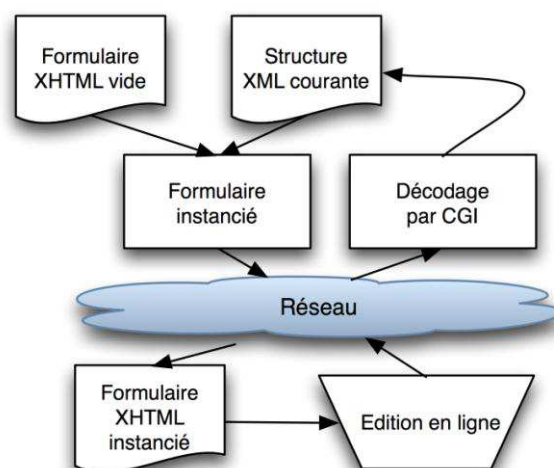 Formulaire
XHTML vide
Structure
XML courante
Formulaire
instancié
Décodage
par CGI
Réseau
Formulaire
XHTML
instancié
Edition en ligne